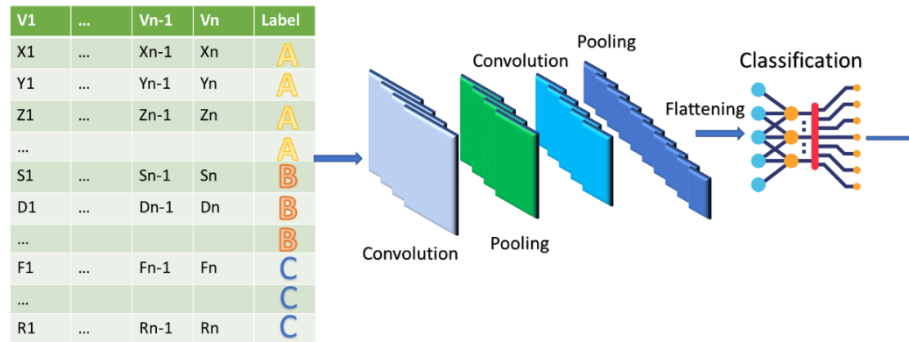 V1 ... Vn-1 Vn Label
X1 ... Xn-1 Xn A
Y1 ... Yn-1 Yn A
Z1 ... Zn-1 Zn A
... A
S1 ... Sn-1 Sn B
D1 ... Dn-1 Dn B
... B
F1 ... Fn-1 Fn C
... C
R1 ... Rn-1 Rn C
Convolution
Pooling
Convolution
Pooling
Flattening
Classification